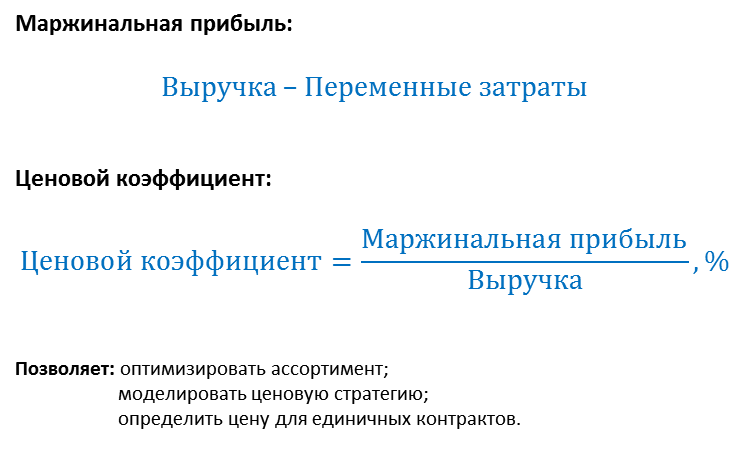 Маржинальная прибыль:
Выручка – Переменные затраты
Ценовой коэффициент:
Ценовой коэффициент = Маржинальная прибыль / Выручка , %
Позволяет: оптимизировать ассортимент;
моделировать ценовую стратегию;
определить цену для единичных контрактов.